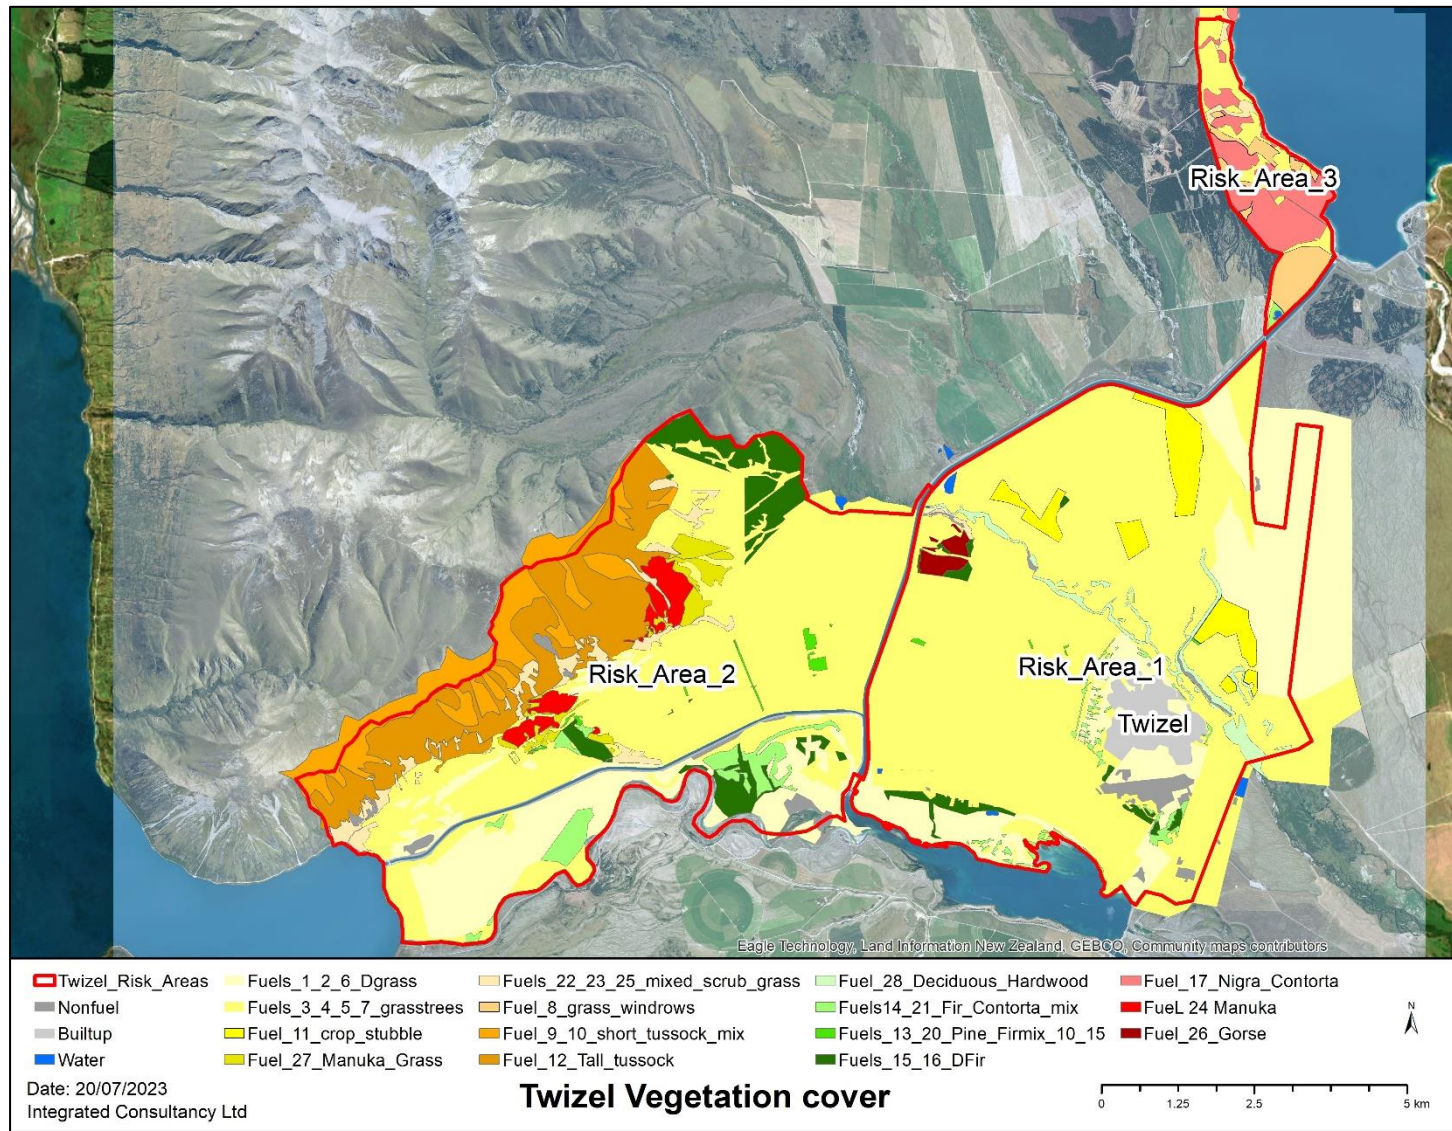 Risk_Area_3
Risk_Area_2
Risk_Area_1
Twizel
Eagle Technology, Land Information New Zealand, GEBCO, Community maps contributors
Twizel_Risk_Areas
Nonfuel
Builtup
Water
Fuels_1_2_6_Dgrass
Fuels_3_4_5_7_grasstrees
Fuel_11_crop_stubble
Fuel_27_Manuka_Grass
Fuels_22_23_25_mixed_scrub_grass
Fuel_8_grass_windrows
Fuel_9_10_short_tussock_mix
Fuel_12_Tall_tussock
Fuel_28_Deciduous_Hardwood
Fuels14_21_Fir_Contorta_mix
Fuels_13_20_Pine_Firmix_10_15
Fuels_15_16_DFir
Fuel_17_Nigra_Contorta
FueL 24 Manuka
Fuel_26_Gorse
N
Date: 20/07/2023
Integrated Consultancy Ltd
Twizel Vegetation cover
0 1.25 2.5 5 km